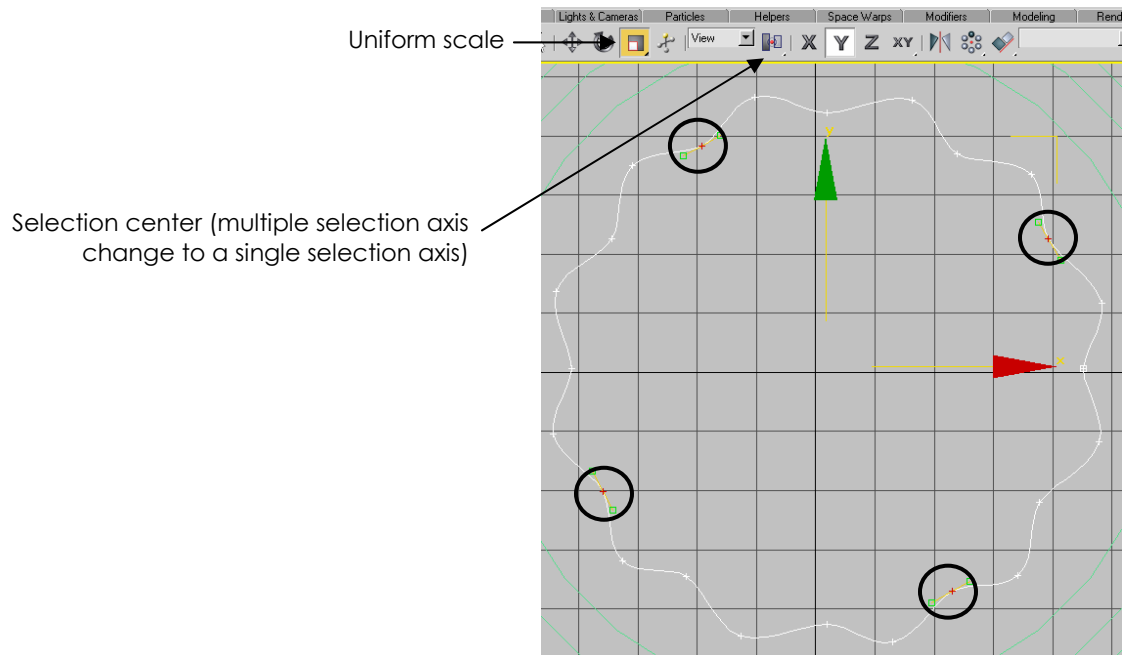 Lights & Cameras Particles Helpers Space Warps Modifiers Modeling Rend
Uniform scale
View X Y Z XY
Selection center (multiple selection axis
change to a single selection axis)
y
x